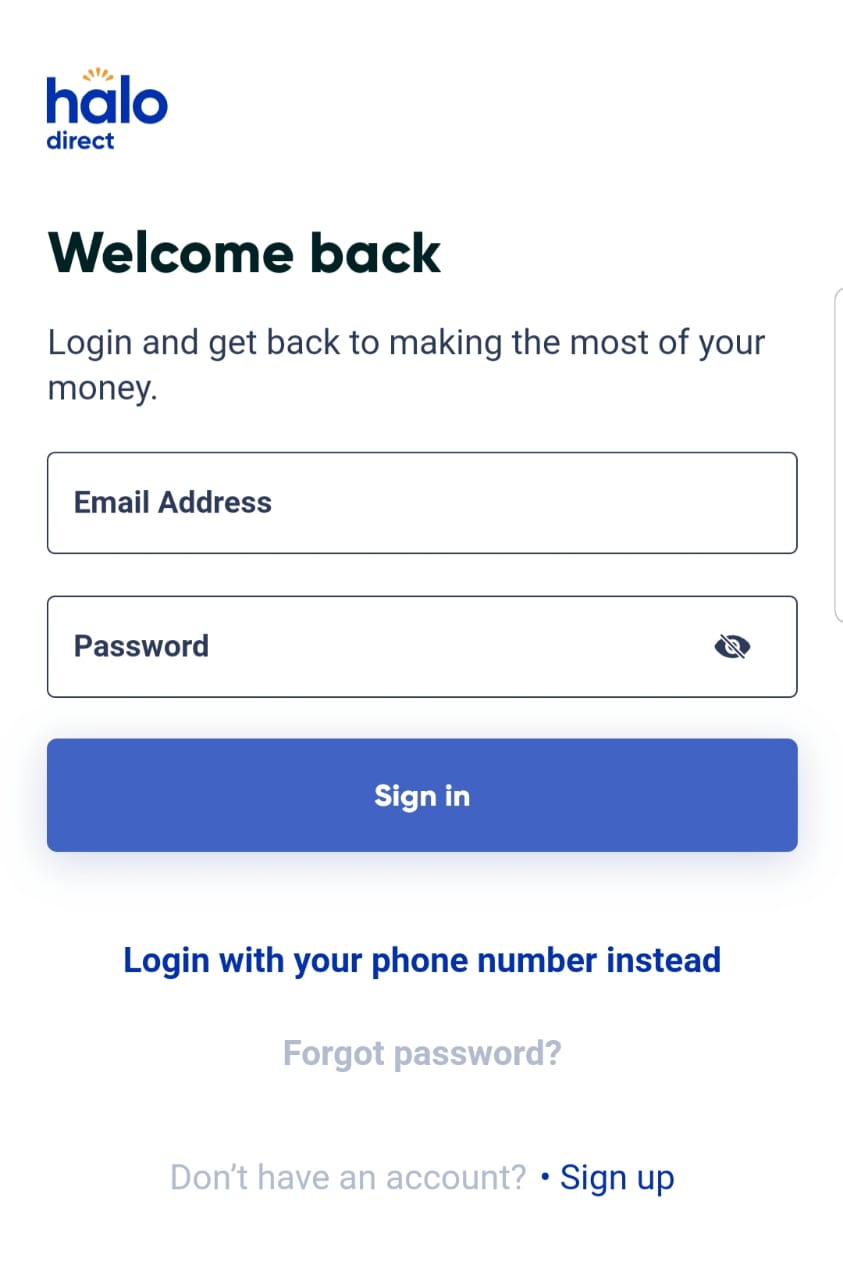 halo
direct
Welcome back
Login and get back to making the most of your
money.
Email Address
Password
Sign in
Login with your phone number instead
Forgot password?
Don’t have an account? • Sign up